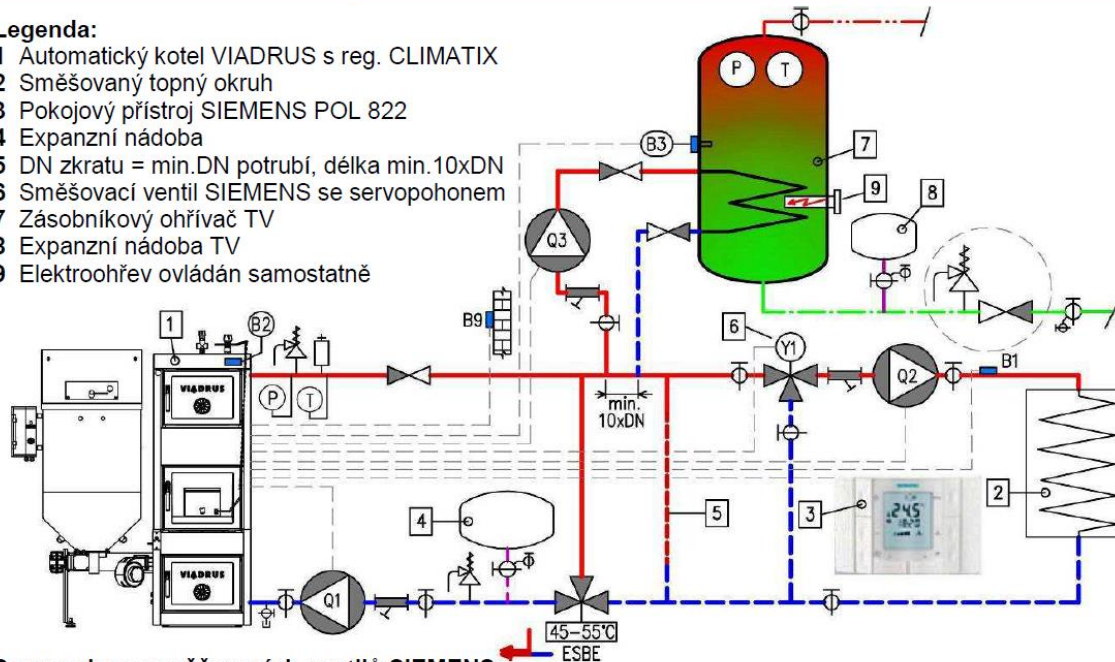 Legenda:
1 Automatický kotel VIADRUS s reg. CLIMATIX
2 Směšovaný topný okruh
3 Pokojový přístroj SIEMENS POL 822
4 Expanzní nádoba
5 DN zkratu = min.DN potrubí, délka min.10xDN
6 Směšovací ventil SIEMENS se servopohonem
7 Zásobníkový ohřívač TV
8 Expanzní nádoba TV
9 Elektroohřev ovládán samostatně
P T
B3
7
9
8
Q3
B9
6
1
B2
Y1
Q2
B1
VIADRUS
P T
min.
10xDN
4
5
3
24.5
2
VIADRUS
Q1
45-55°C
ESBE